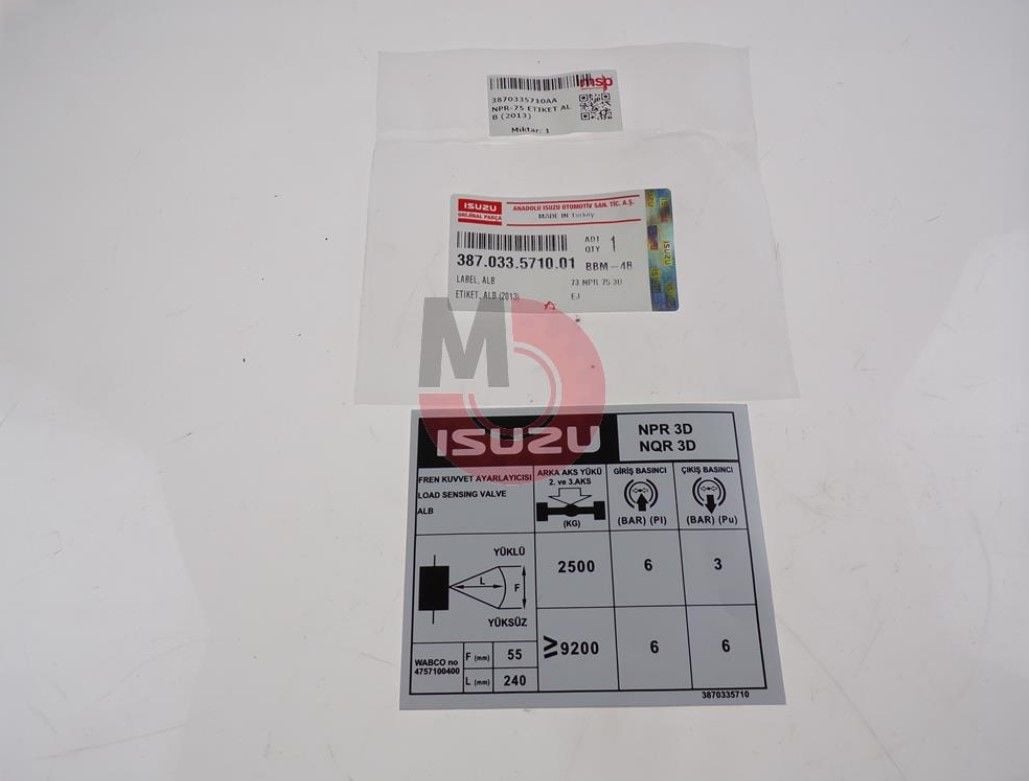 msp
3870335710AA
NPR-75 ETIKET AL
B (2013)
Miktar: 1
ISUZU
ORİJİNAL PARÇA
ANADOLU ISUZU OTOMOTİV SAN. TİC. A.Ş.
MADE IN Turkey
ADT 1
QTY 1
387.033.5710.01 BBM-4B
LABEL, ALB
ETİKET, ALB (2013)
EJ
M
ISUZU
NPR 3D
NQR 3D
FREN KUVVET AYARLAYICISI
LOAD SENSING VALVE
ALB
ARKA AKS YÜKÜ
2. ve 3.AKS
(KG)
GİRİŞ BASINCI
(BAR) (PI)
ÇIKIŞ BASINCI
(BAR) (Pu)
YÜKLÜ
L
F
YÜKSÜZ
2500 6 3
≥9200 6 6
WABCO no
4757100400
F (mm) 55
L (mm) 240
3870335710